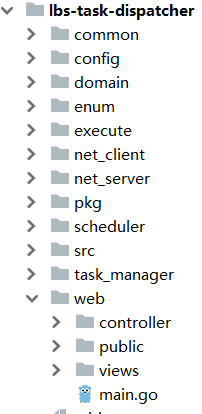 lbs-task-dispatcher
common
config
domain
enum
execute
net_client
net_server
pkg
scheduler
src
task_manager
web
controller
public
views
main.go